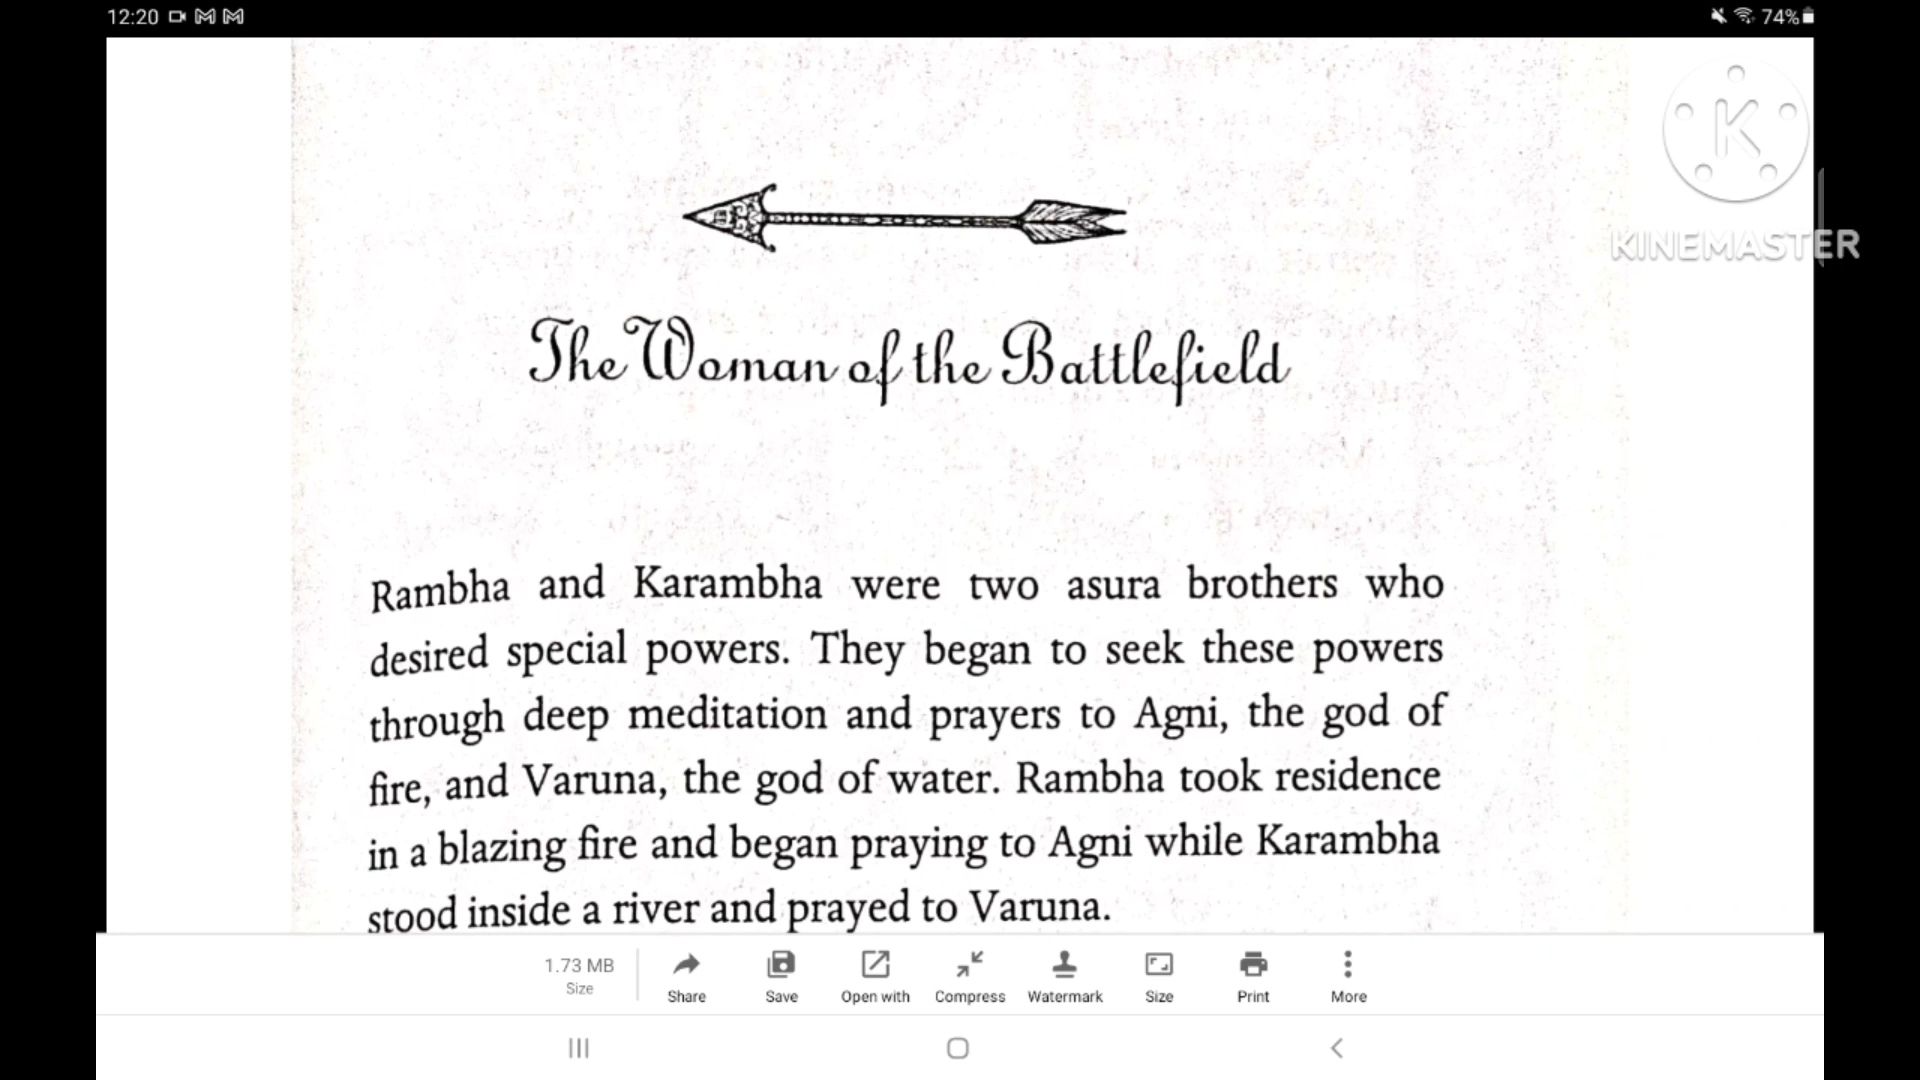 12:20
74%
K
KINEMASTER
The Woman of the Battlefield
Rambha and Karambha were two asura brothers who
desired special powers. They began to seek these powers
through deep meditation and prayers to Agni, the god of
fire, and Varuna, the god of water. Rambha took residence
in a blazing fire and began praying to Agni while Karambha
stood inside a river and prayed to Varuna.
1.73 MB
Size
Share
Save
Open with
Compress
Watermark
Size
Print
More